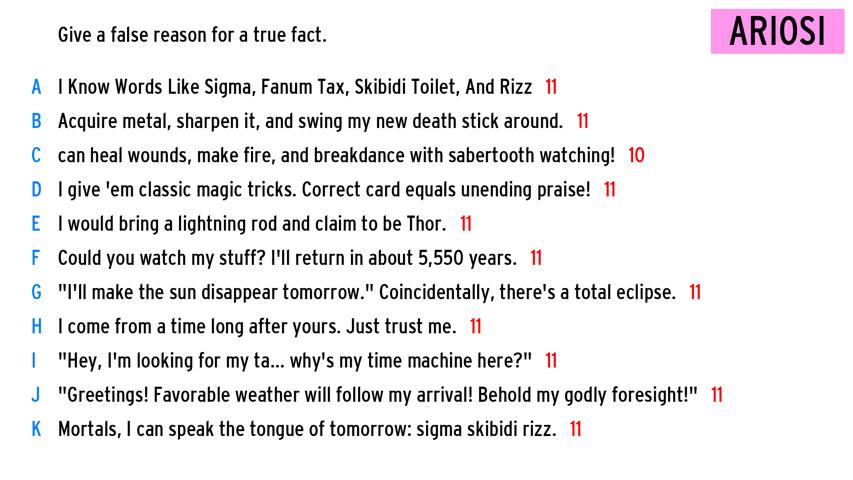 Give a false reason for a true fact.
ARIOSI
A I Know Words Like Sigma, Fanum Tax, Skibidi Toilet, And Rizz 11
B Acquire metal, sharpen it, and swing my new death stick around. 11
C can heal wounds, make fire, and breakdance with sabertooth watching! 10
D I give 'em classic magic tricks. Correct card equals unending praise! 11
E I would bring a lightning rod and claim to be Thor. 11
F Could you watch my stuff? I'll return in about 5,550 years. 11
G "I'll make the sun disappear tomorrow." Coincidentally, there's a total eclipse. 11
H I come from a time long after yours. Just trust me. 11
I "Hey, I'm looking for my ta... why's my time machine here?" 11
J "Greetings! Favorable weather will follow my arrival! Behold my godly foresight!" 11
K Mortals, I can speak the tongue of tomorrow: sigma skibidi rizz. 11